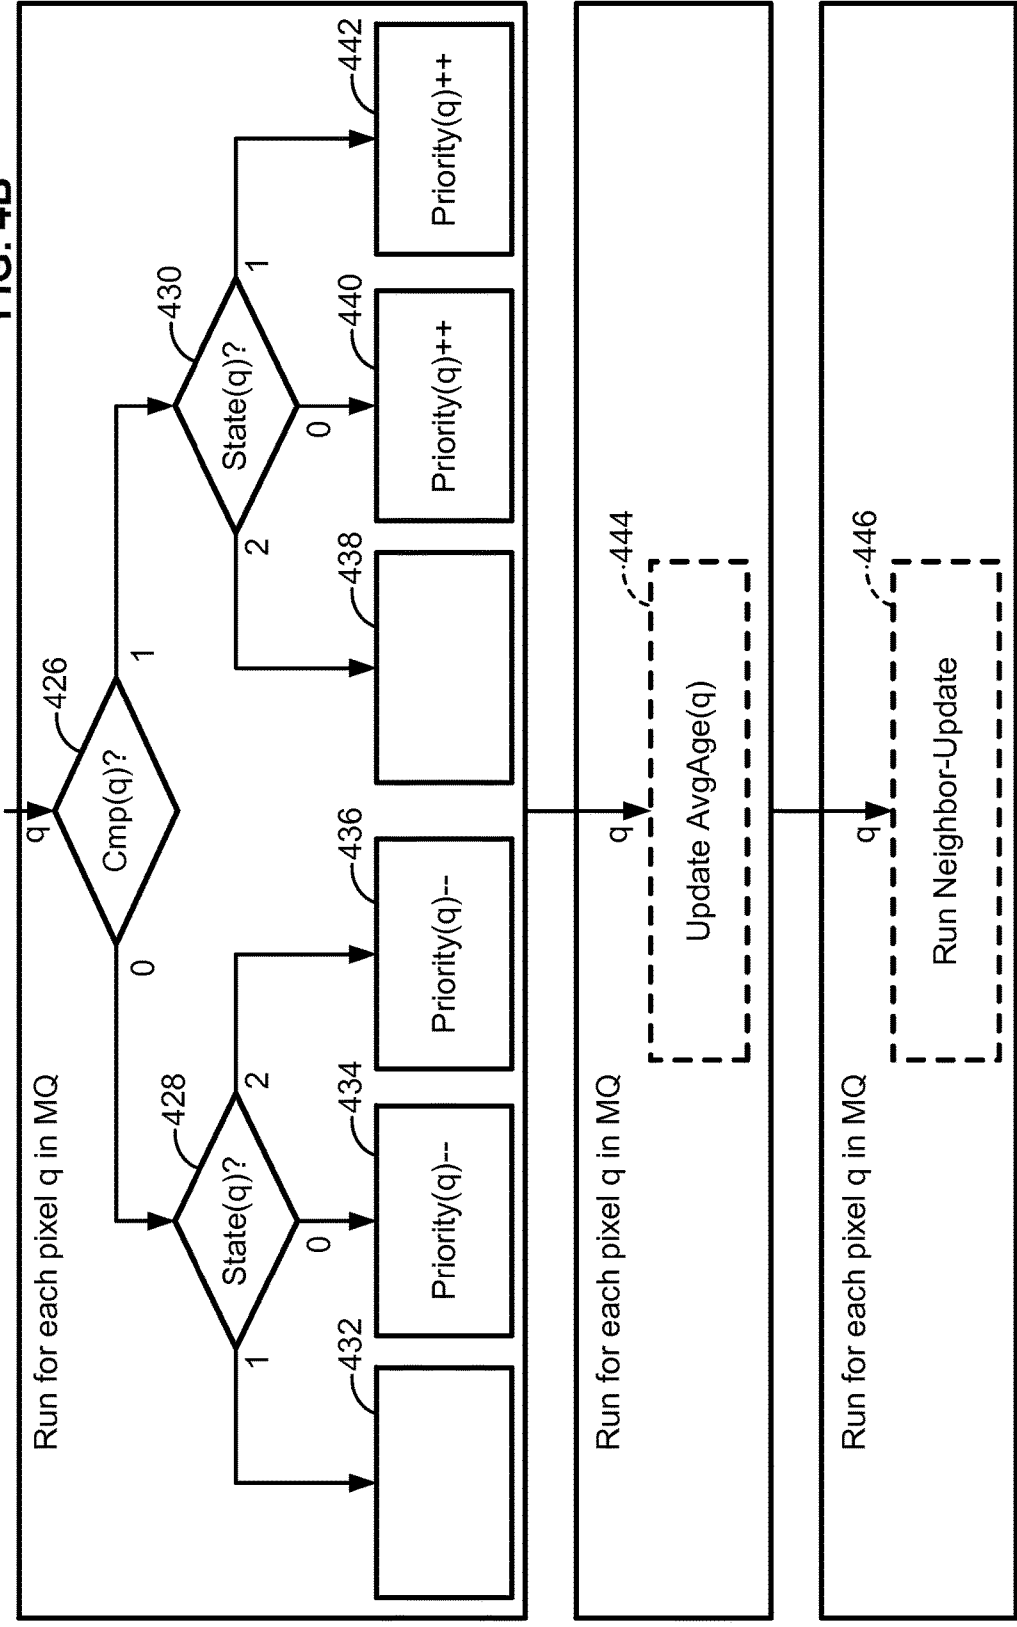 FIG. 4B
Run for each pixel q in MQ
q
Cmp(q)?
426
0
1
State(q)?
428
1
0
2
State(q)?
430
2
0
1
432
Priority(q)--
434
Priority(q)--
436
438
Priority(q)++
440
Priority(q)++
442
Run for each pixel q in MQ
q
Update AvgAge(q)
444
Run for each pixel q in MQ
q
Run Neighbor-Update
446